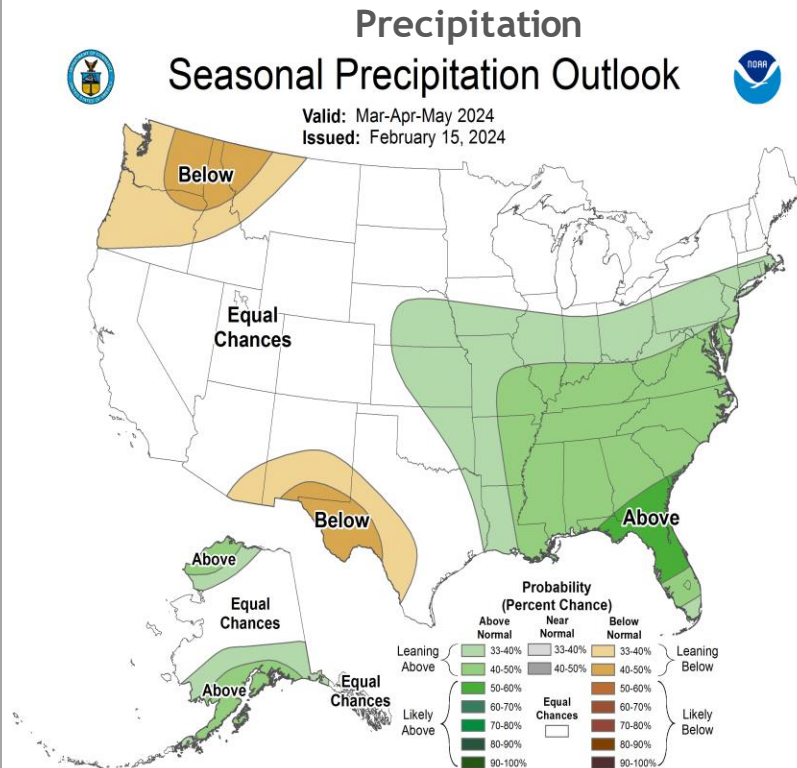 Precipitation
Seasonal Precipitation Outlook
NOAA
Valid: Mar-Apr-May 2024
Issued: February 15, 2024
Below
Equal
Chances
Below
Above
Above
Equal
Chances
Above
Equal
Chances
Probability
(Percent Chance)
Above
Normal
Near
Normal
Below
Normal
Leaning
Above
33-40%
33-40%
33-40%
Leaning
Below
40-50%
40-50%
40-50%
Likely
Above
50-60%
60-70%
70-80%
80-90%
90-100%
Equal
Chances
50-60%
60-70%
70-80%
80-90%
90-100%
Likely
Below